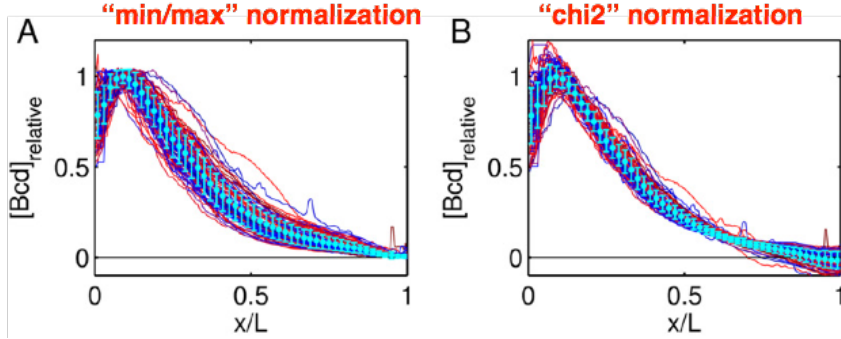 “min/max” normalization
“chi2” normalization
A
1
0.5
0
[Bcd]relative
0
0.5
1
x/L
B
1
0.5
0
[Bcd]relative
0
0.5
1
x/L